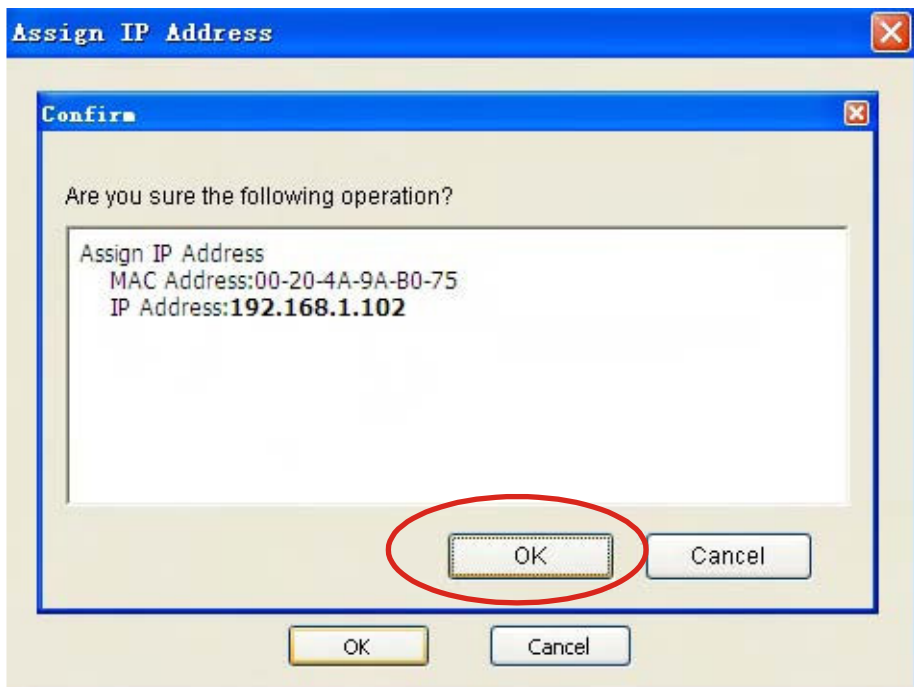 Assign IP Address
Confirm
Are you sure the following operation?
Assign IP Address
MAC Address:00-20-4A-9A-B0-75
IP Address:192.168.1.102
OK Cancel
OK Cancel